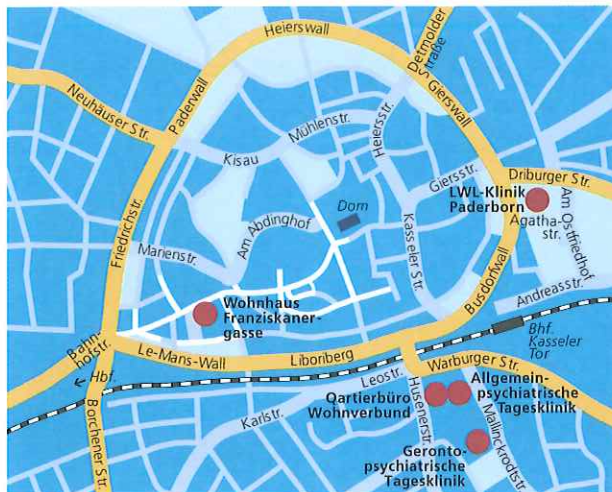 Heierswall
Detmolder
Straße
Gierswall
Paderwall
Neuhäuser Str.
Mühlenstr.
Heiersstr.
Kisau
Giersstr.
Driburger Str.
LWL-Klinik
Paderborn
Agatha-
str.
Am Ostfriedhof
Dom
Am Abdinghof
Kasseler Str.
Friedrichstr.
Marienstr.
Busdorfwall
Andreasstr.
Wohnhaus
Franziskaner-
gasse
Bahn-
hofstr.
Le-Mans-Wall
Liboriberg
Bhf.
Kasseler
Tor
← Hbf.
Warburger Str.
Leostr.
Borchener Str.
Karlstr.
Qartierbüro
Wohnverbund
Husenerstr.
Allgemein-
psychiatrische
Tagesklinik
Mallinckrodtstr.
Geronto-
psychiatrische
Tagesklinik